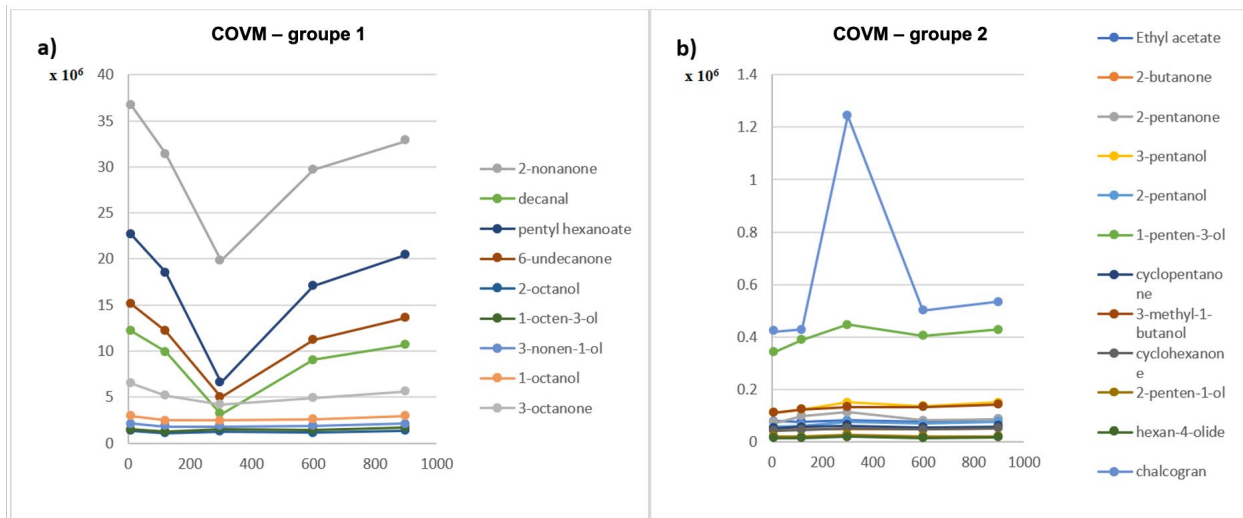 a)
COVM – groupe 1
x 10⁶
40
35
30
25
20
15
10
5
0
0
200
400
600
800
1000
2-nonanone
decanal
pentyl hexanoate
6-undecanone
2-octanol
1-octen-3-ol
3-nonen-1-ol
1-octanol
3-octanone
b)
COVM – groupe 2
x 10⁶
1.4
1.2
1
0.8
0.6
0.4
0.2
0
0
200
400
600
800
1000
Ethyl acetate
2-butanone
2-pentanone
3-pentanol
2-pentanol
1-penten-3-ol
cyclopentano
ne
3-methyl-1-
butanol
cyclohexanon
e
2-penten-1-ol
hexan-4-olide
chalcogran